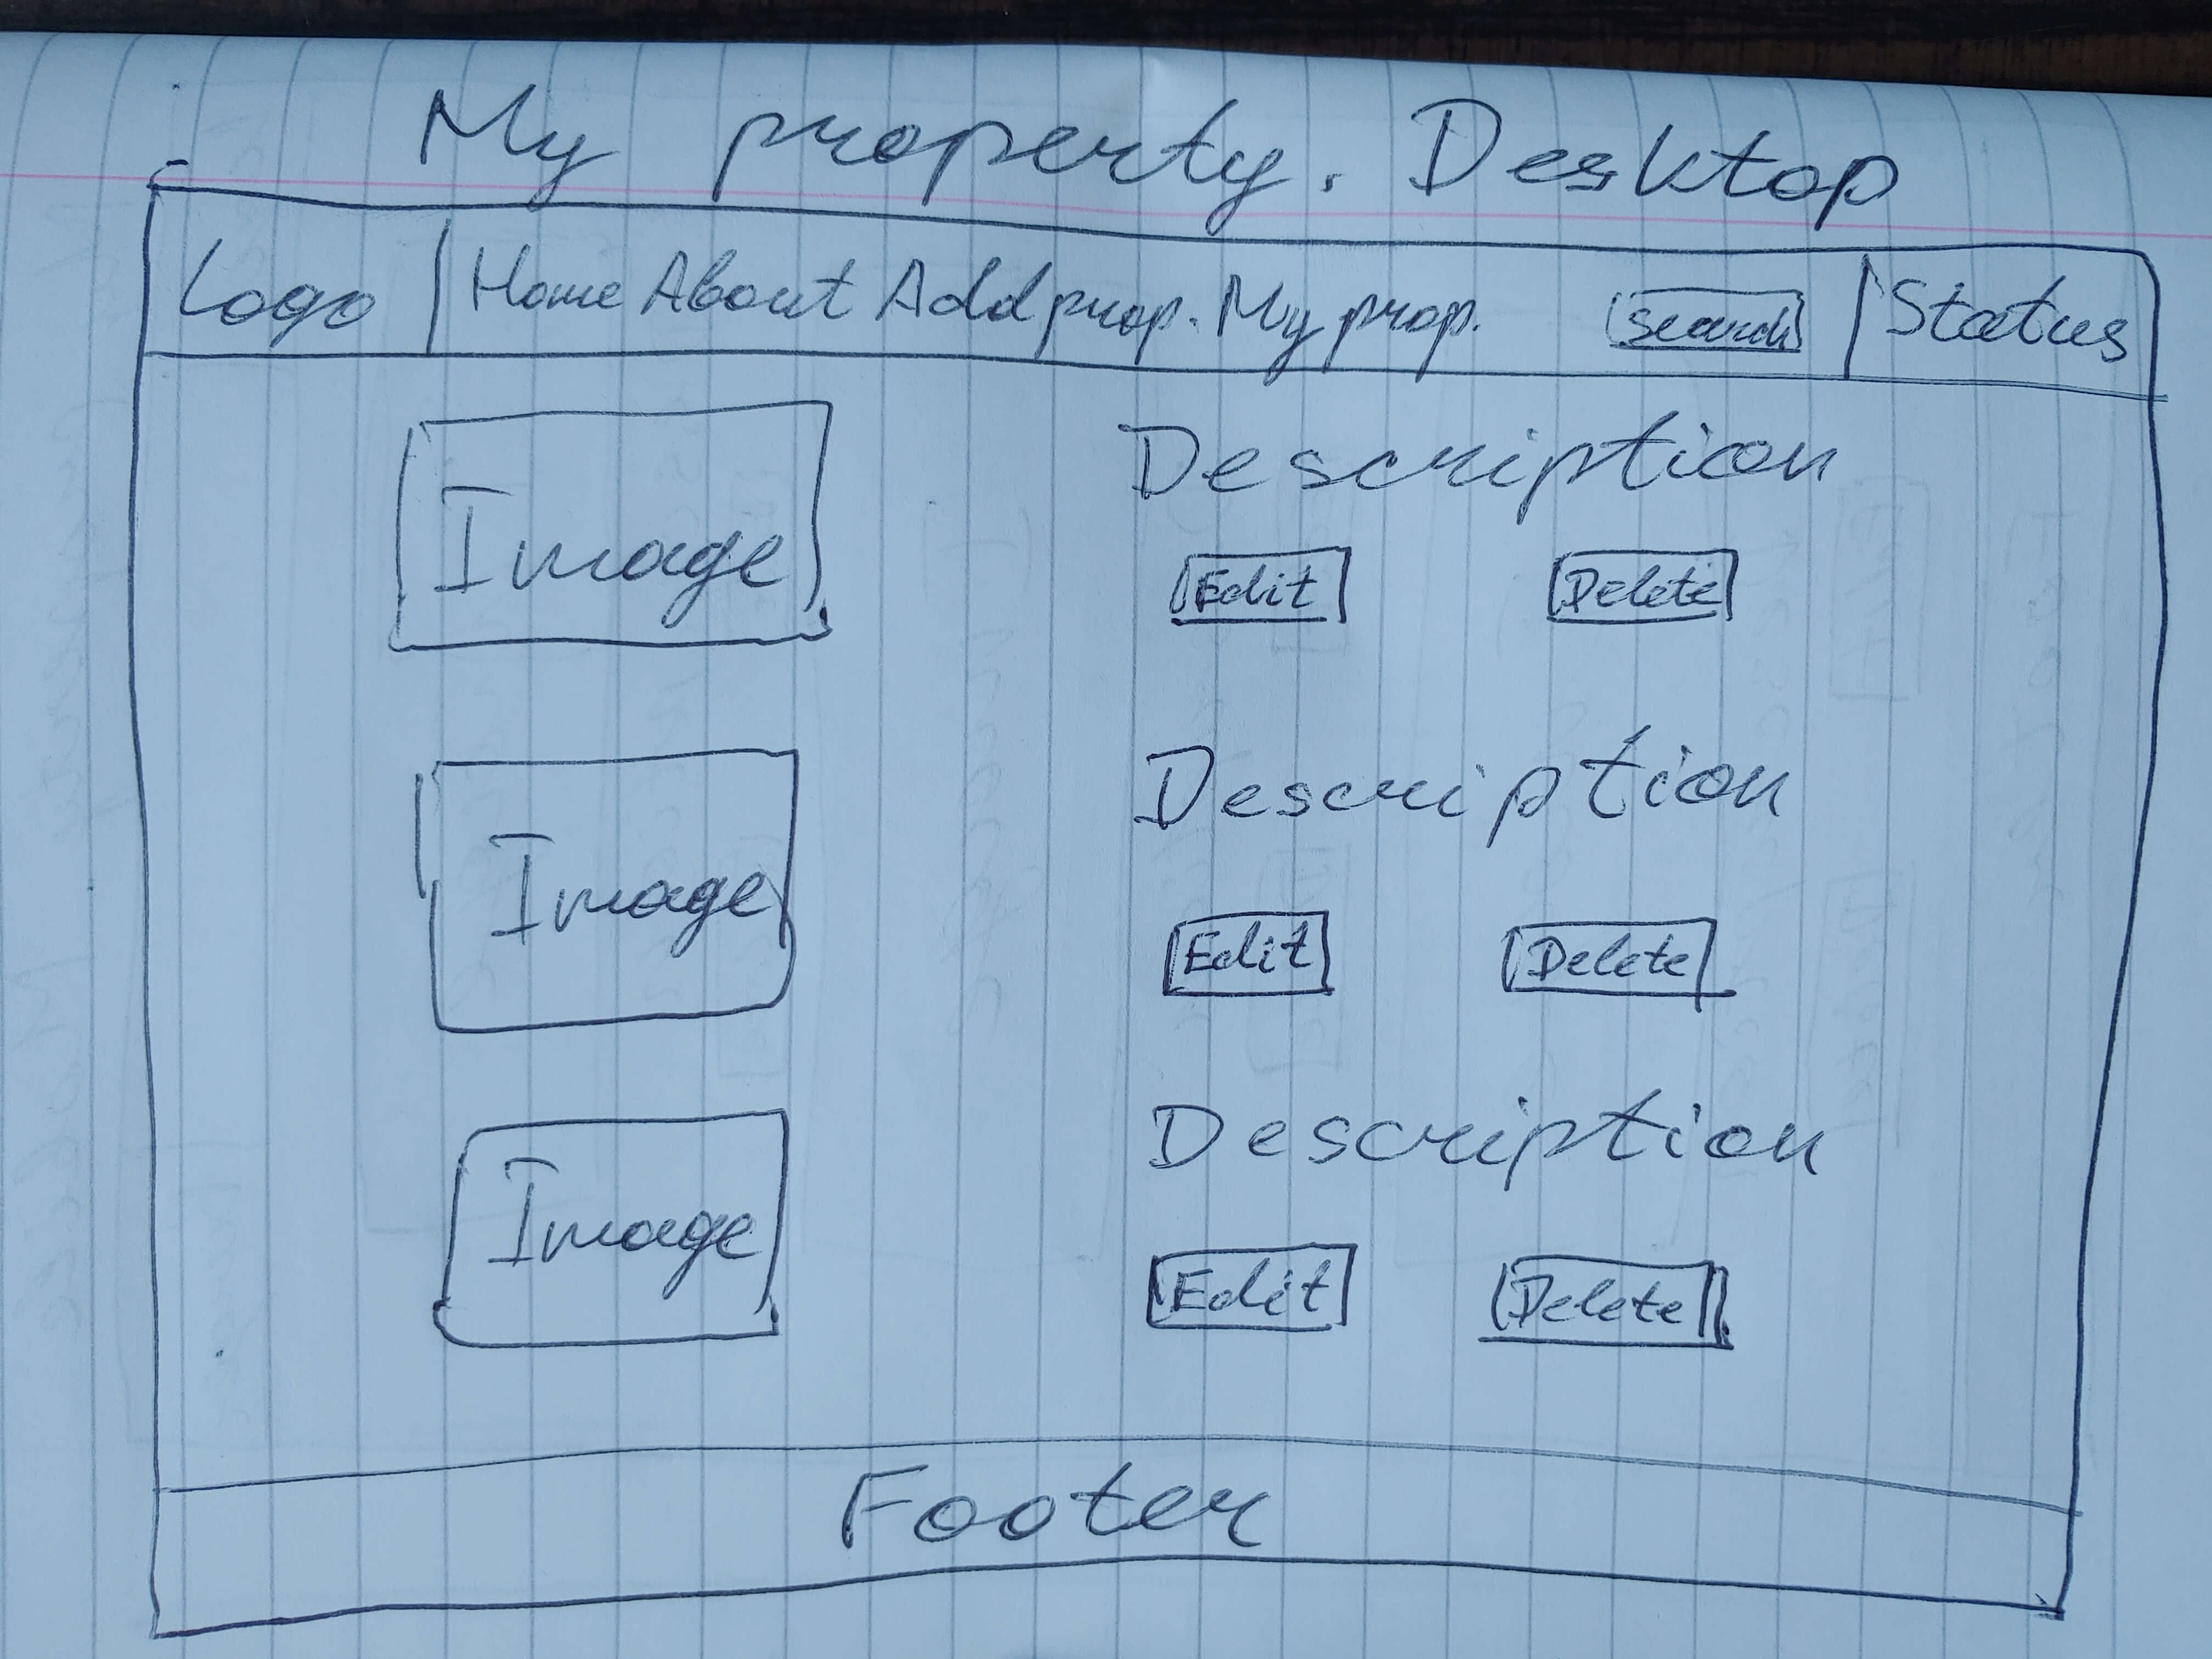 My property. Desktop
Logo Home About Add prop. My prop. search Status
Image Description
Edit Delete
Image Description
Edit Delete
Image Description
Edit Delete
Footer